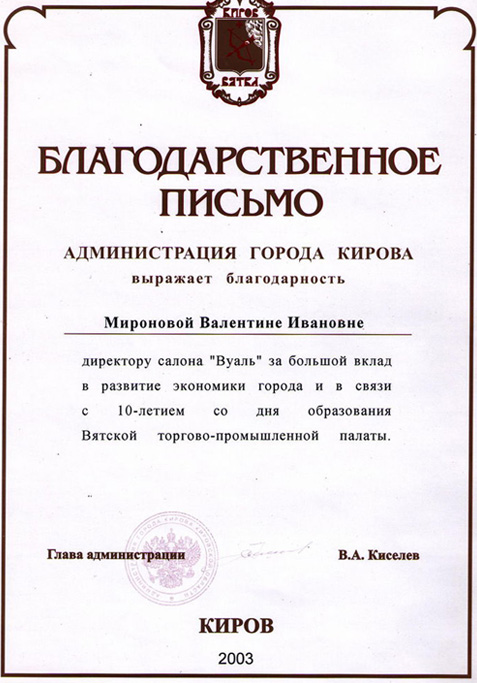 КИРОВ
ВЯТКА
БЛАГОДАРСТВЕННОЕ
ПИСЬМО
АДМИНИСТРАЦИЯ ГОРОДА КИРОВА
выражает благодарность
Мироновой Валентине Ивановне
директору салона "Вуаль" за большой вклад
в развитие экономики города и в связи
с 10-летием со дня образования
Вятской торгово-промышленной палаты.
Глава администрации В.А. Киселев
КИРОВ
2003